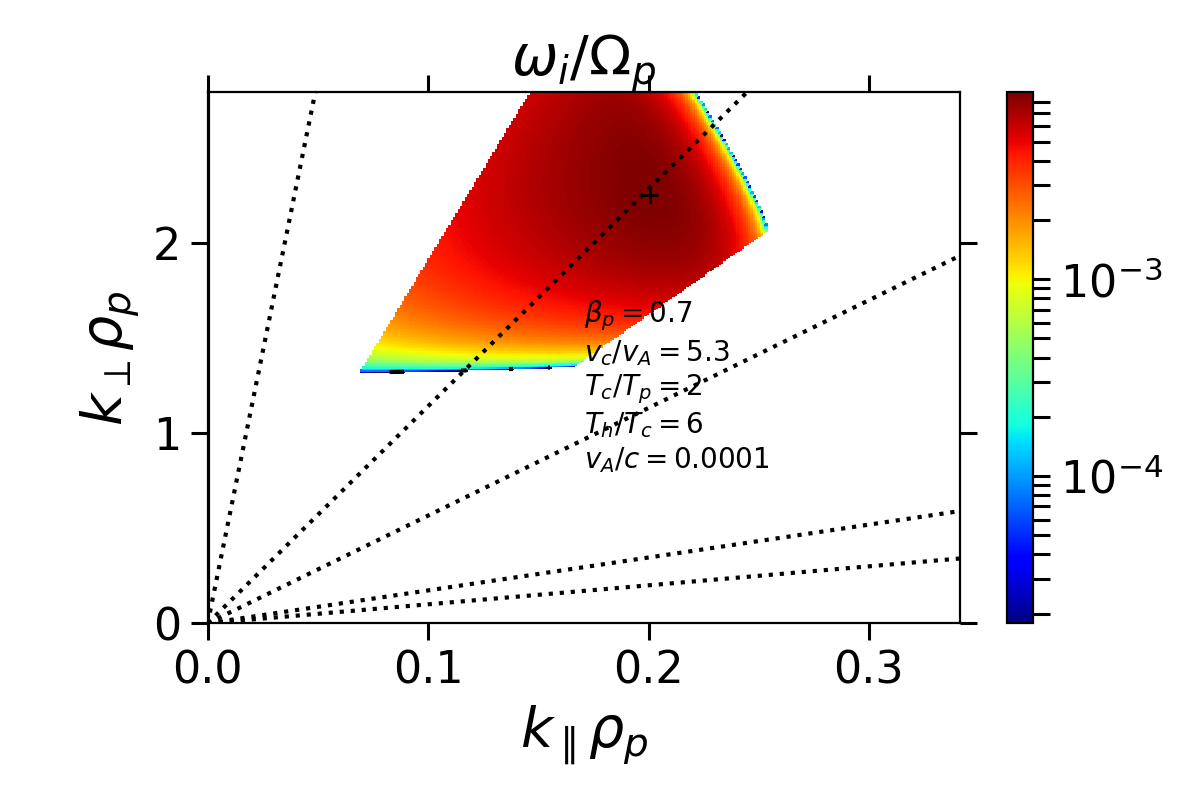 ω_i/Ω_p
k_⊥ρ_p
2
1
0
β_p = 0.7
v_c/v_A = 5.3
T_c/T_p = 2
T_h/T_c = 6
v_A/c = 0.0001
10^{-3}
10^{-4}
0.0 0.1 0.2 0.3
k_∥ρ_p